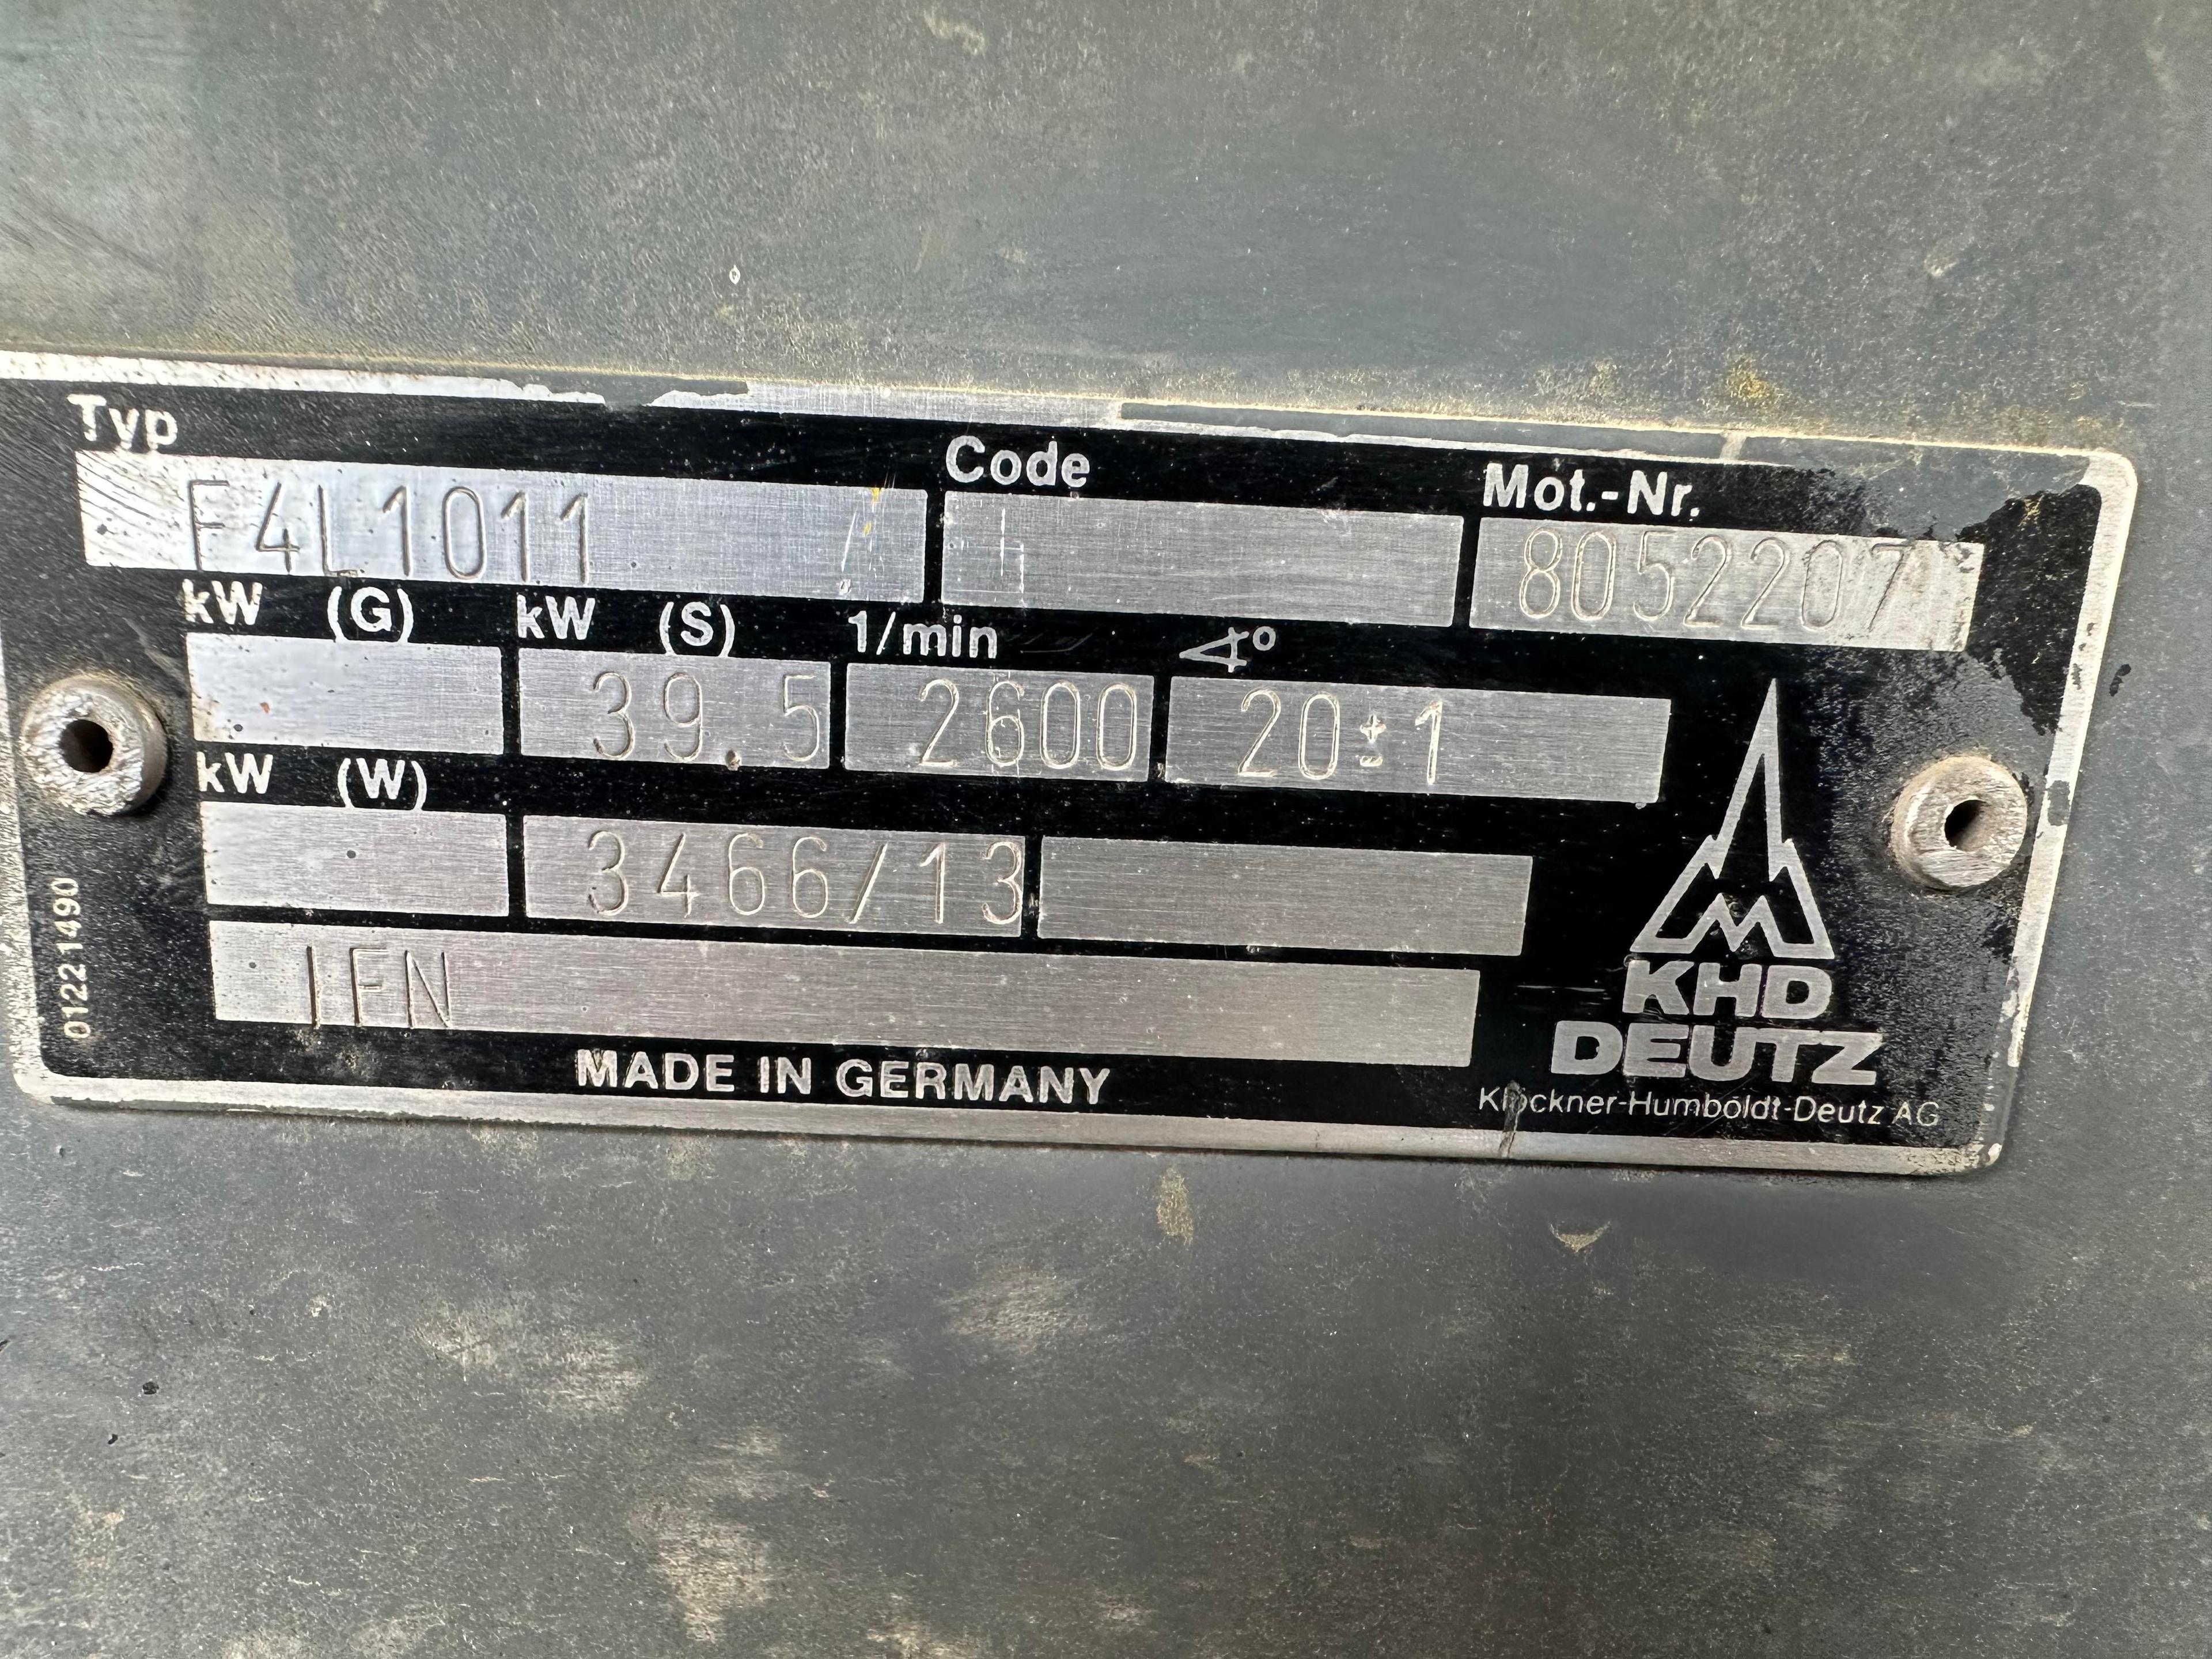 Typ
Code
Mot.-Nr.
F4L1011
8052207
kW (G) kW (S) 1/min ∢°
39.5 2600 20±1
kW (W)
3466/13
IFN
01221490
MADE IN GERMANY
KHD
DEUTZ
Klöckner-Humboldt-Deutz AG